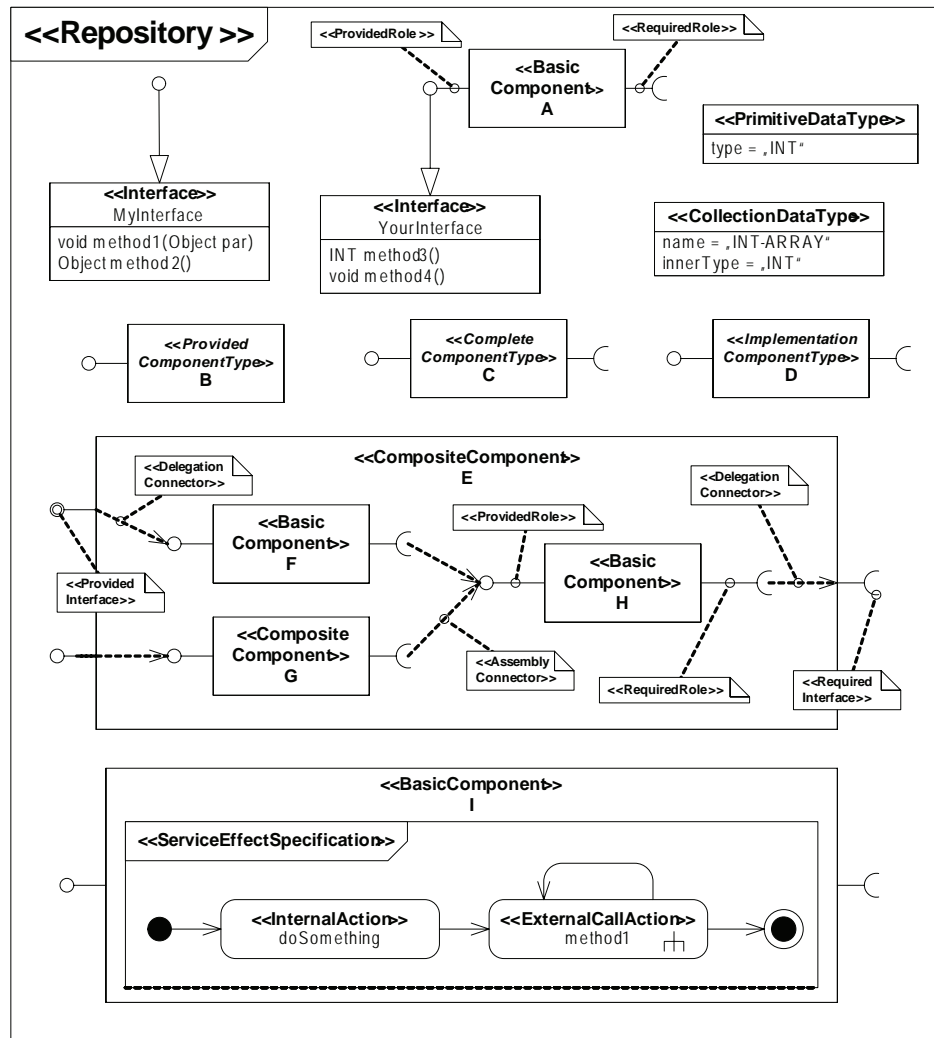 <<Repository >>
<<ProvidedRole >>
<<RequiredRole>>
<<Basic
Component>>
A
<<PrimitiveDataType>>
type = „INT“
<<Interface>>
MyInterface
void method1(Object par)
Object method2()
<<Interface>>
YourInterface
INT method3()
void method4()
<<CollectionDataType>>
name = „INT-ARRAY“
innerType = „INT“
<<Provided
ComponentType>>
B
<<Complete
ComponentType>>
C
<<Implementation
ComponentType>>
D
<<CompositeComponent>>
E
<<Delegation
Connector>>
<<Delegation
Connector>>
<<ProvidedRole>>
<<Basic
Component>>
F
<<Basic
Component>>
H
<<Provided
Interface>>
<<Composite
Component>>
G
<<Assembly
Connector>>
<<RequiredRole>>
<<Required
Interface>>
<<BasicComponent>>
I
<<ServiceEffectSpecification>>
<<InternalAction>>
doSomething
<<ExternalCallAction>>
method1